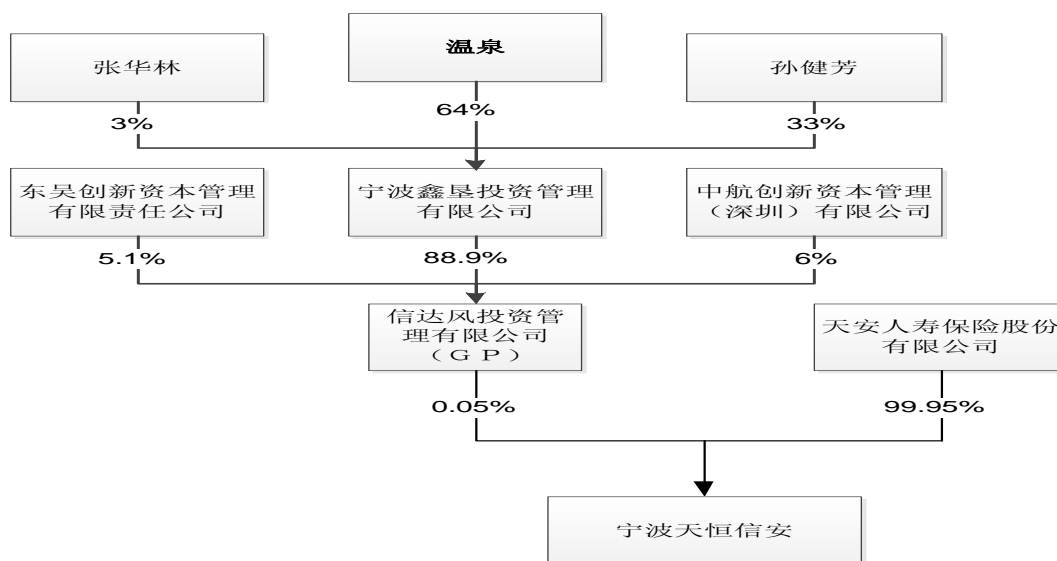 张华林
温泉
孙健芳
3%
64%
33%
东吴创新资本管理
有限责任公司
宁波鑫垦投资管理
有限公司
中航创新资本管理
（深圳）有限公司
5.1%
88.9%
6%
信达风投资管
理有限公司
（GP）
天安人寿保险股份
有限公司
0.05%
99.95%
宁波天恒信安